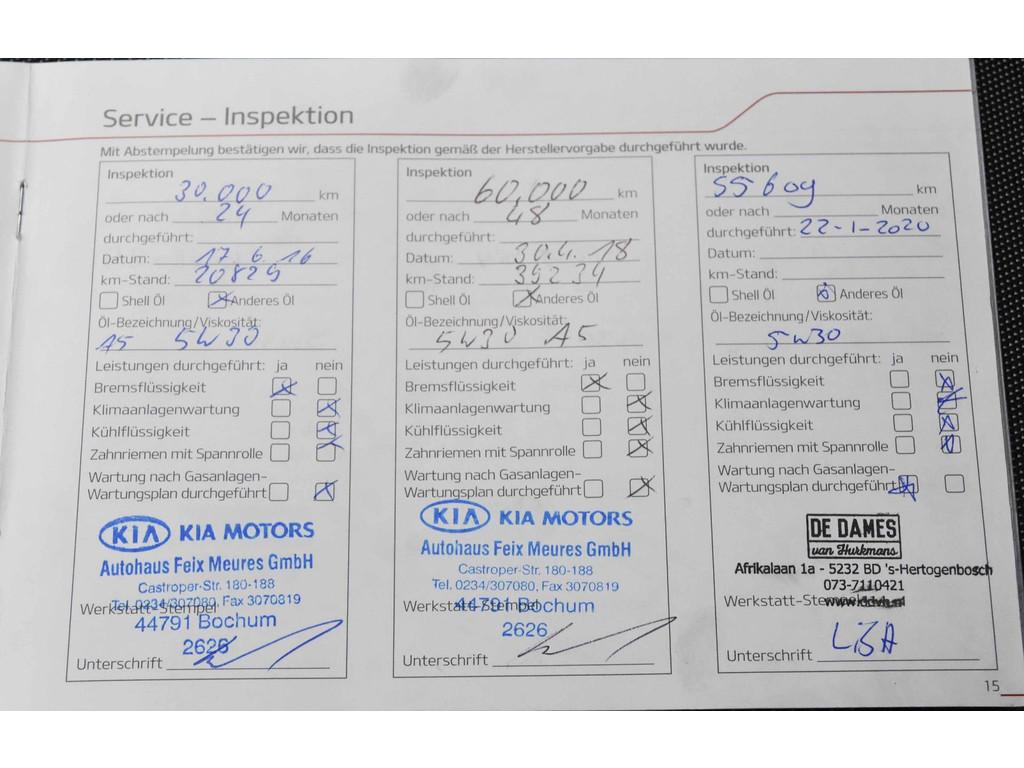 Service – Inspektion
Mit Abstempelung bestätigen wir, dass die Inspektion gemäß der Herstellervorgabe durchgeführt wurde.
Inspektion
30.000 km
oder nach 24 Monaten
durchgeführt:
Datum: 17 6 16
km-Stand: 20829
Shell Öl Anderes Öl
Öl-Bezeichnung/Viskosität:
A5 5W30
Leistungen durchgeführt: ja nein
Bremsflüssigkeit
Klimaanlagenwartung
Kühlflüssigkeit
Zahnriemen mit Spannrolle
Wartung nach Gasanlagen-
Wartungsplan durchgeführt
KIA KIA MOTORS
Autohaus Feix Meures GmbH
Castroper-Str. 180-188
Tel. 0234/307080, Fax 3070819
Werkstatt-Stempel
44791 Bochum
2626
Unterschrift
Inspektion
60.000 km
oder nach 48 Monaten
durchgeführt:
Datum: 30.4.18
km-Stand: 39234
Shell Öl Anderes Öl
Öl-Bezeichnung/Viskosität:
5W30 A5
Leistungen durchgeführt: ja nein
Bremsflüssigkeit
Klimaanlagenwartung
Kühlflüssigkeit
Zahnriemen mit Spannrolle
Wartung nach Gasanlagen-
Wartungsplan durchgeführt
KIA KIA MOTORS
Autohaus Feix Meures GmbH
Castroper-Str. 180-188
Tel. 0234/307080, Fax 3070819
Werkstatt-Stempel
44791 Bochum
2626
Unterschrift
Inspektion
55609 km
oder nach Monaten
durchgeführt: 22-1-2020
Datum:
km-Stand:
Shell Öl Anderes Öl
Öl-Bezeichnung/Viskosität:
5W30
Leistungen durchgeführt: ja nein
Bremsflüssigkeit
Klimaanlagenwartung
Kühlflüssigkeit
Zahnriemen mit Spannrolle
Wartung nach Gasanlagen-
Wartungsplan durchgeführt
DE DAMES
van Hurkmans
Afrikalaan 1a - 5232 BD 's-Hertogenbosch
073-7110421
Werkstatt-Stempel
Unterschrift
15